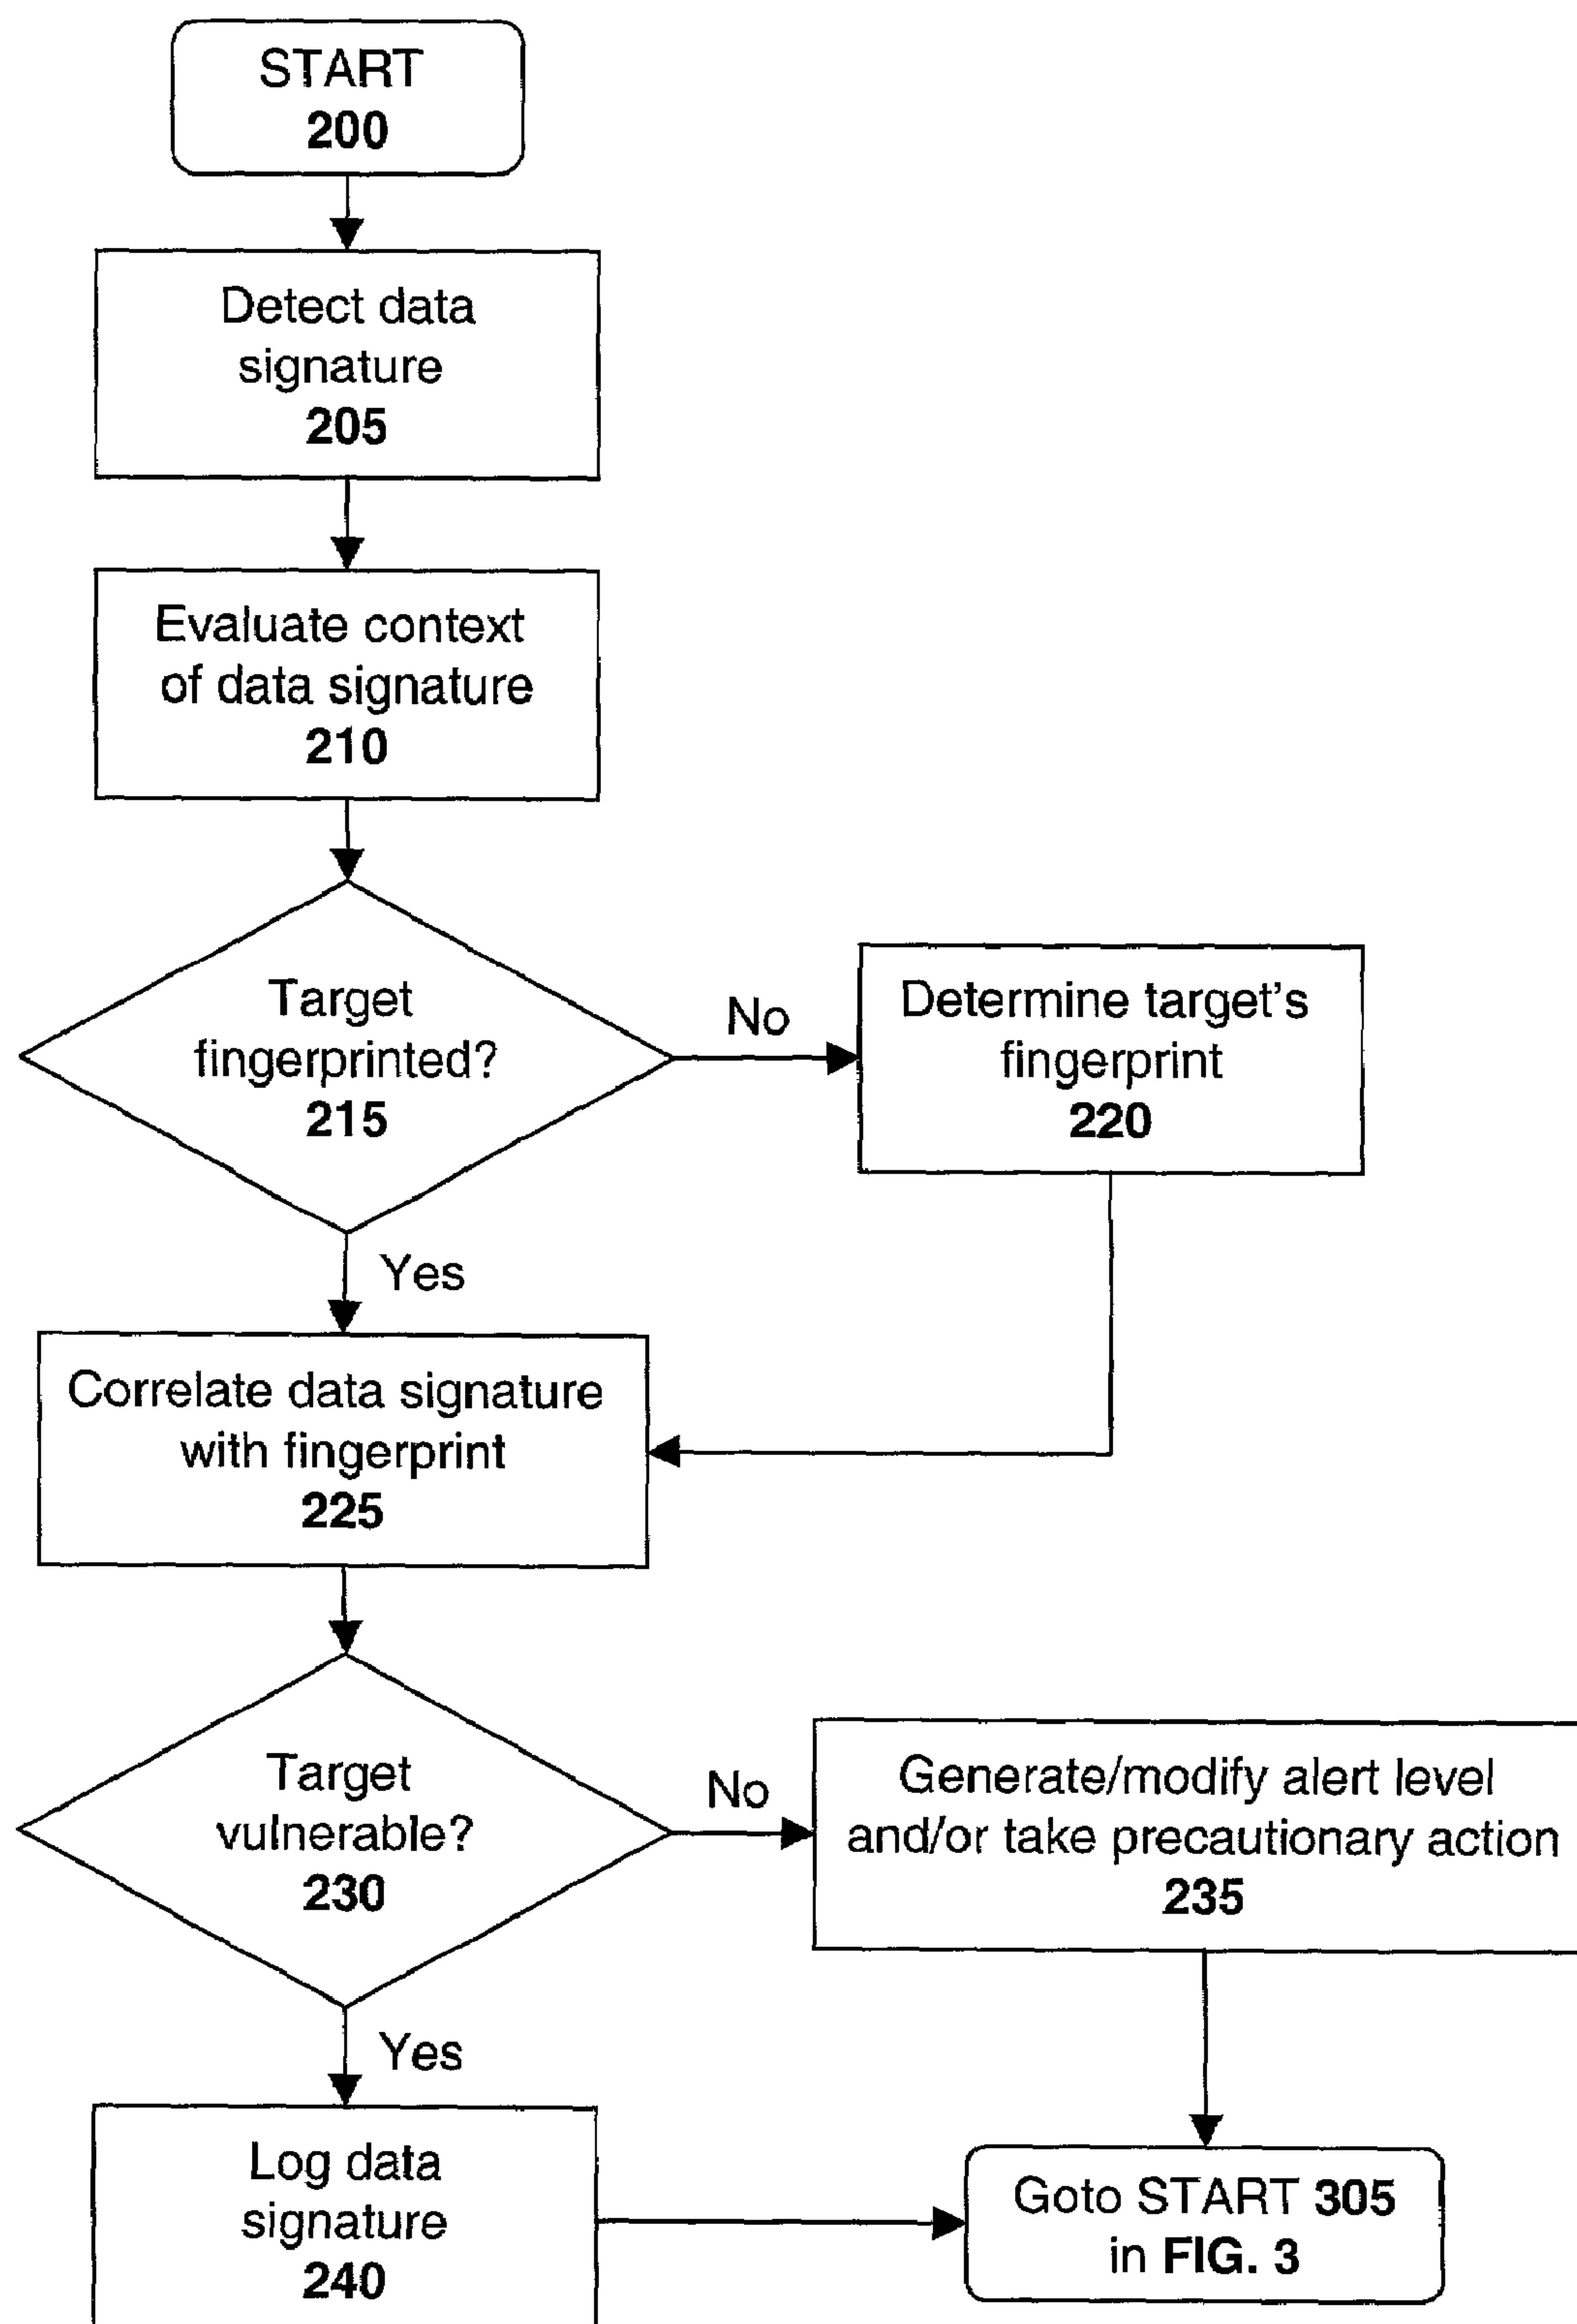 START
200
Detect data
signature
205
Evaluate context
of data signature
210
Target
fingerprinted?
215
No
Determine target's
fingerprint
220
Yes
Correlate data signature
with fingerprint
225
Target
vulnerable?
230
No
Generate/modify alert level
and/or take precautionary action
235
Yes
Log data
signature
240
Goto START 305
in FIG. 3